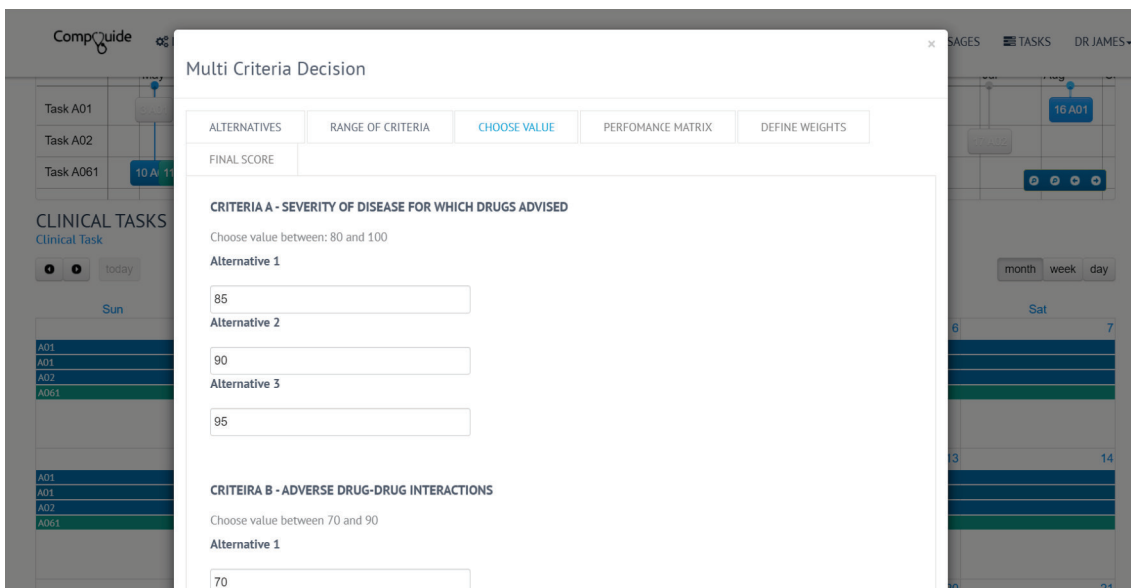 CompGuide
SAGES TASKS DR JAMES
×
Multi Criteria Decision
Task A01
16 A01
Task A02
Task A061
10 A 11
ALTERNATIVES RANGE OF CRITERIA CHOOSE VALUE PERFOMANCE MATRIX DEFINE WEIGHTS
FINAL SCORE
CRITERIA A - SEVERITY OF DISEASE FOR WHICH DRUGS ADVISED
CLINICAL TASKS
Clinical Task
Choose value between: 80 and 100
Alternative 1
today
month week day
85
Sun
Sat
Alternative 2
6 7
A01
A01
90
A02
Alternative 3
A061
95
13 14
A01
A01
CRITEIRA B - ADVERSE DRUG-DRUG INTERACTIONS
A02
A061
Choose value between 70 and 90
Alternative 1
70
20 21